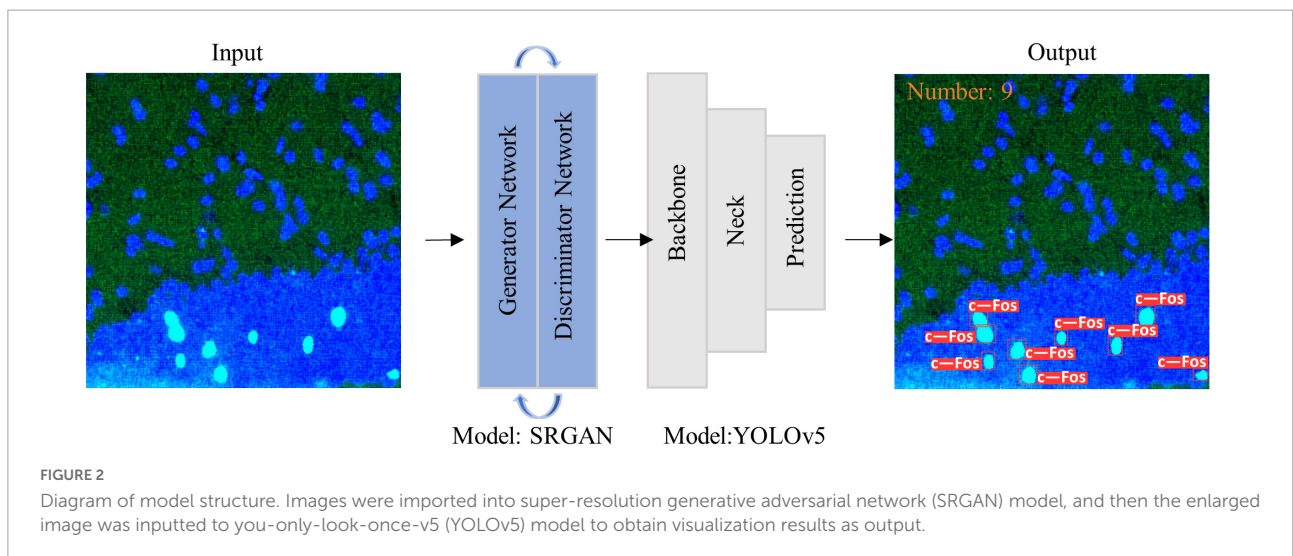 Input
Output
Number: 9
Generator Network
Discriminator Network
Backbone
Neck
Prediction
c—Fos
c—Fos
c—Fos
c—Fos
c—Fos
c—Fos
c—Fos
c—Fos
c—Fos
Model: SRGAN
Model:YOLOv5
FIGURE 2
Diagram of model structure. Images were imported into super-resolution generative adversarial network (SRGAN) model, and then the enlarged
image was inputted to you-only-look-once-v5 (YOLOv5) model to obtain visualization results as output.